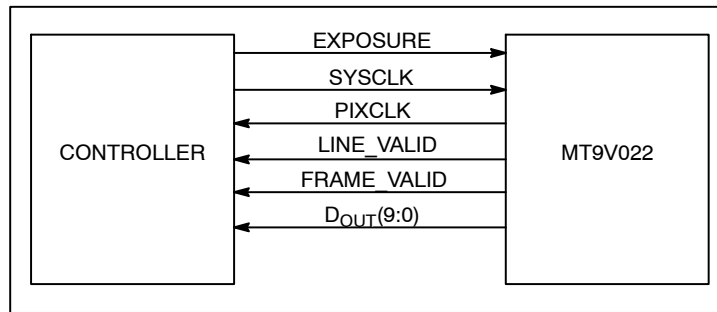 EXPOSURE
SYSCLK
PIXCLK
CONTROLLER
LINE_VALID
MT9V022
FRAME_VALID
DOUT(9:0)